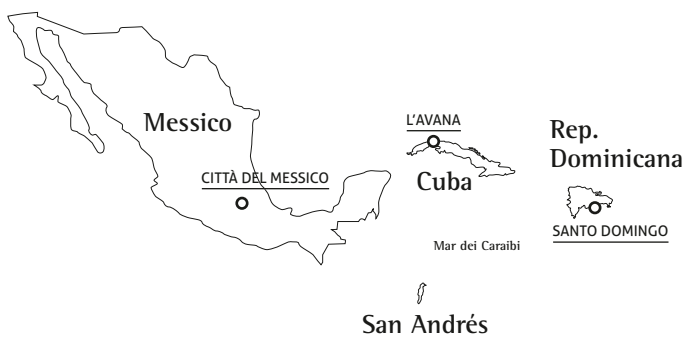 Messico
CITTÀ DEL MESSICO
L'AVANA
Cuba
Rep.
Dominicana
SANTO DOMINGO
Mar dei Caraibi
San Andrés